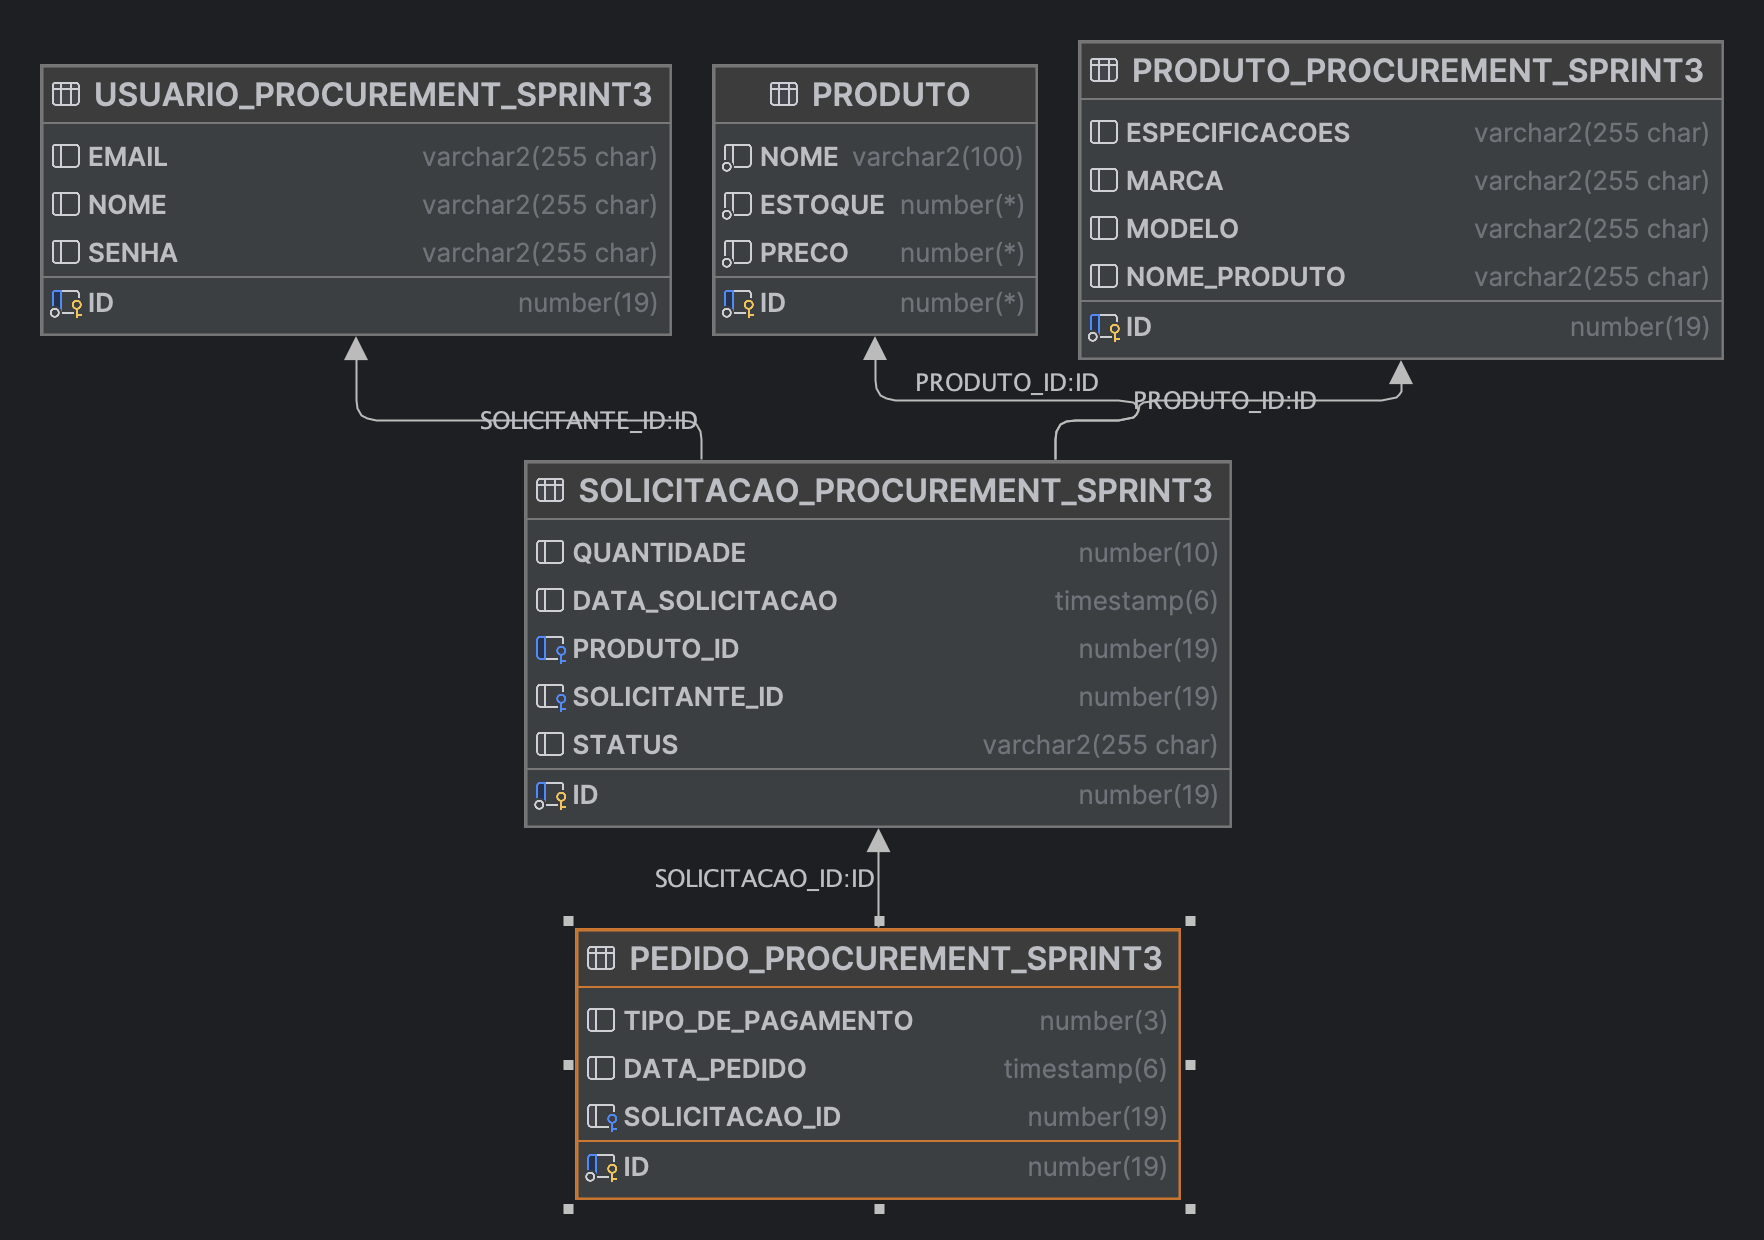 USUARIO_PROCUREMENT_SPRINT3
EMAIL varchar2(255 char)
NOME varchar2(255 char)
SENHA varchar2(255 char)
ID number(19)
PRODUTO
NOME varchar2(100)
ESTOQUE number(*)
PRECO number(*)
ID number(*)
PRODUTO_PROCUREMENT_SPRINT3
ESPECIFICACOES varchar2(255 char)
MARCA varchar2(255 char)
MODELO varchar2(255 char)
NOME_PRODUTO varchar2(255 char)
ID number(19)
PRODUTO_ID:ID
PRODUTO_ID:ID
SOLICITANTE_ID:ID
SOLICITACAO_PROCUREMENT_SPRINT3
QUANTIDADE number(10)
DATA_SOLICITACAO timestamp(6)
PRODUTO_ID number(19)
SOLICITANTE_ID number(19)
STATUS varchar2(255 char)
ID number(19)
SOLICITACAO_ID:ID
PEDIDO_PROCUREMENT_SPRINT3
TIPO_DE_PAGAMENTO number(3)
DATA_PEDIDO timestamp(6)
SOLICITACAO_ID number(19)
ID number(19)